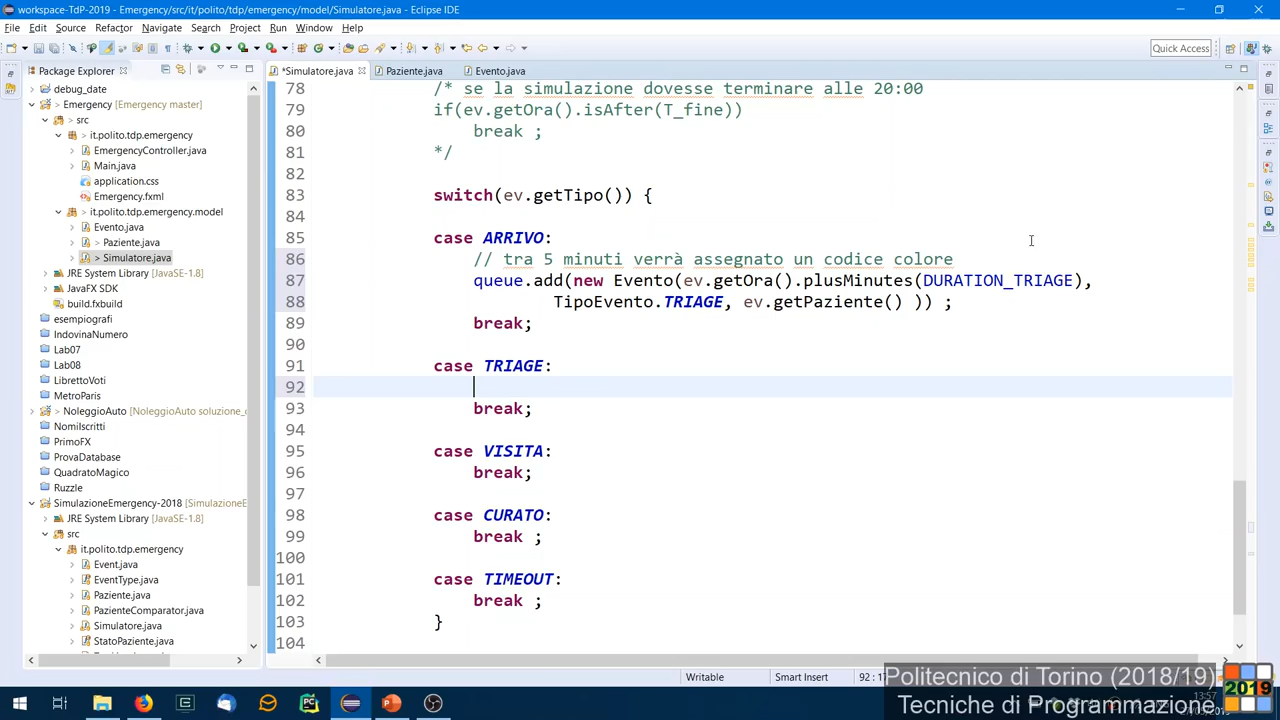 workspace-TdP-2019 - Emergency/src/it/polito/tdp/emergency/model/Simulatore.java - Eclipse IDE
File Edit Source Refactor Navigate Search Project Run Window Help
Quick Access
Package Explorer
*Simulatore.java
Paziente.java
Evento.java
debug_date
> Emergency [Emergency master]
> src
> it.polito.tdp.emergency
EmergencyController.java
Main.java
application.css
Emergency.fxml
> it.polito.tdp.emergency.model
Evento.java
> Paziente.java
> Simulatore.java
JRE System Library [JavaSE-1.8]
JavaFX SDK
build.fxbuild
esempiografi
IndovinaNumero
Lab07
Lab08
LibrettoVoti
MetroParis
NoleggioAuto [NoleggioAuto soluzione_
NomiIscritti
PrimoFX
ProvaDatabase
QuadratoMagico
Ruzzle
SimulazioneEmergency-2018 [SimulazioneE
JRE System Library [JavaSE-1.8]
src
it.polito.tdp.emergency
Event.java
EventType.java
Paziente.java
PazienteComparator.java
Simulatore.java
StatoPaziente.java
78 /* se la simulazione dovesse terminare alle 20:00
79 if(ev.getOra().isAfter(T_fine))
80 break ;
81 */
82
83 switch(ev.getTipo()) {
84
85 case ARRIVO:
86 // tra 5 minuti verrà assegnato un codice colore
87 queue.add(new Evento(ev.getOra().plusMinutes(DURATION_TRIAGE),
88 TipoEvento.TRIAGE, ev.getPaziente() )) ;
89 break;
90
91 case TRIAGE:
92
93 break;
94
95 case VISITA:
96 break;
97
98 case CURATO:
99 break ;
100
101 case TIMEOUT:
102 break ;
103 }
104
Writable
Smart Insert
92 : 1
Politecnico di Torino (2018/19)
Tecniche di Programmazione
2019
13:57